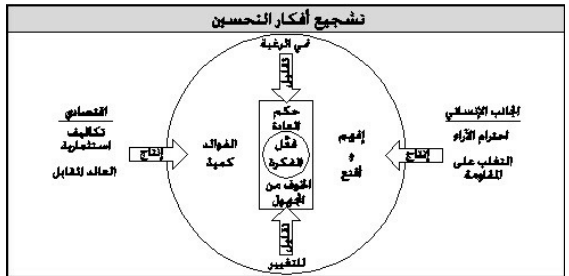 تشجيع أفكار التحسين
في الرغبة
تقليل
الجانب الإنساني
احترام الآراء
التغلب على
المقاومة
إنتاج
إفهم
و
أقنع
حكم
العادة
فعّل
الفكرة
الخوف من
المجهول
الفوائد
كمية
إنتاج
اقتصادي
تكاليف
استثمارية
العائد المقابل
تقليل
للتغيير